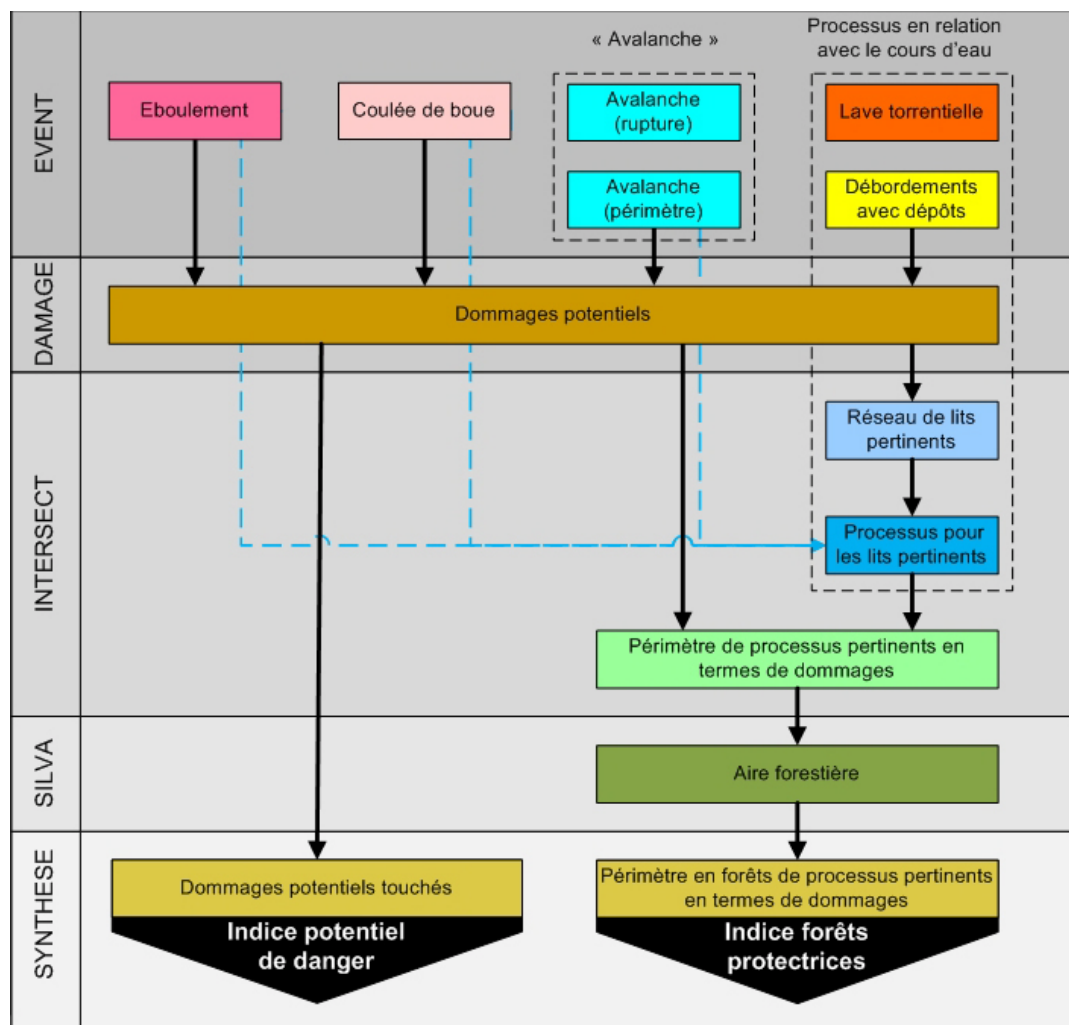 EVENT
« Avalanche »
Processus en relation
avec le cours d'eau
Eboulement
Coulée de boue
Avalanche
(rupture)
Lave torrentielle
Avalanche
(périmètre)
Débordements
avec dépôts
DAMAGE
Dommages potentiels
INTERSECT
Réseau de lits
pertinents
Processus pour
les lits pertinents
Périmètre de processus pertinents en
termes de dommages
SILVA
Aire forestière
SYNTHESE
Dommages potentiels touchés
Indice potentiel
de danger
Périmètre en forêts de processus pertinents
en termes de dommages
Indice forêts
protectrices